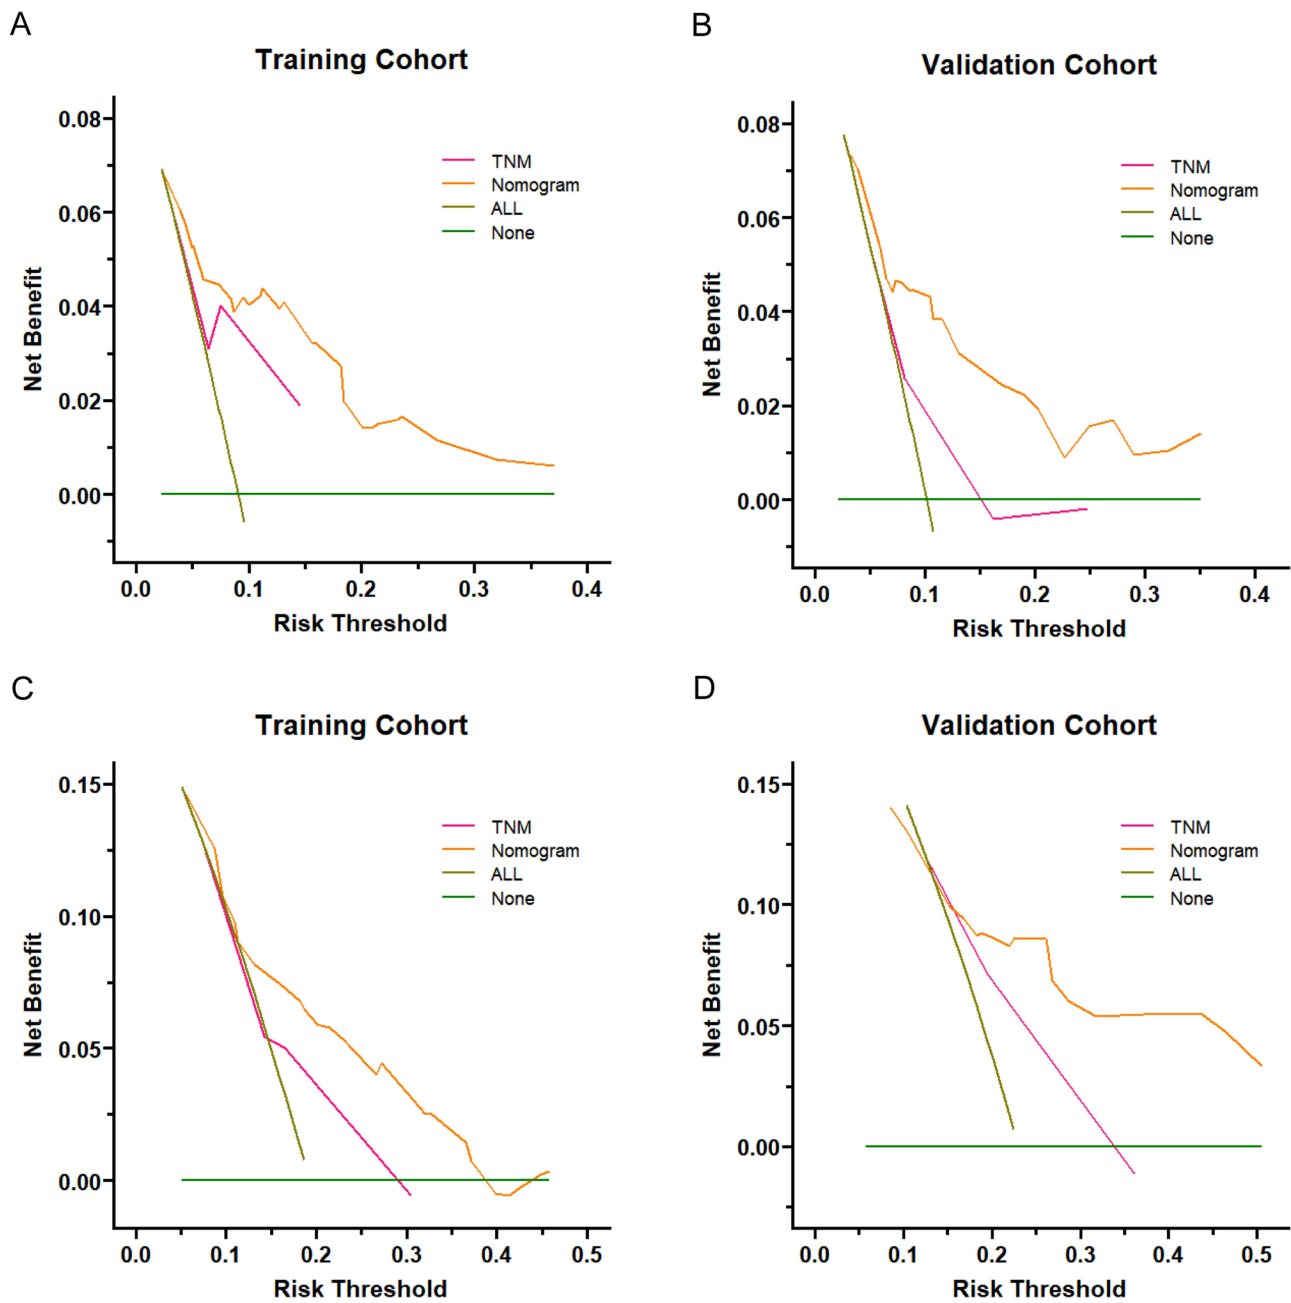 A
Training Cohort
Net Benefit
0.08
0.06
0.04
0.02
0.00
TNM
Nomogram
ALL
None
0.0 0.1 0.2 0.3 0.4
Risk Threshold
B
Validation Cohort
Net Benefit
0.08
0.06
0.04
0.02
0.00
TNM
Nomogram
ALL
None
0.0 0.1 0.2 0.3 0.4
Risk Threshold
C
Training Cohort
Net Benefit
0.15
0.10
0.05
0.00
TNM
Nomogram
ALL
None
0.0 0.1 0.2 0.3 0.4 0.5
Risk Threshold
D
Validation Cohort
Net Benefit
0.15
0.10
0.05
0.00
TNM
Nomogram
ALL
None
0.0 0.1 0.2 0.3 0.4 0.5
Risk Threshold